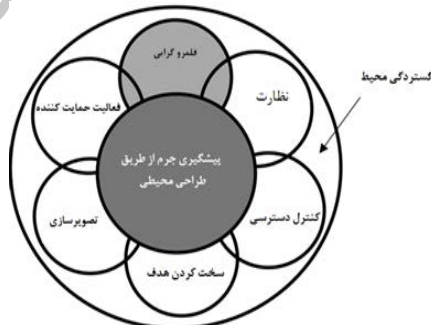 قلمرو گرایی
نظارت
گستردگی محیط
فعالیت حمایت کننده
پیشگیری جرم از طریق
طراحی محیطی
کنترل دسترسی
تصویرسازی
سخت کردن هدف